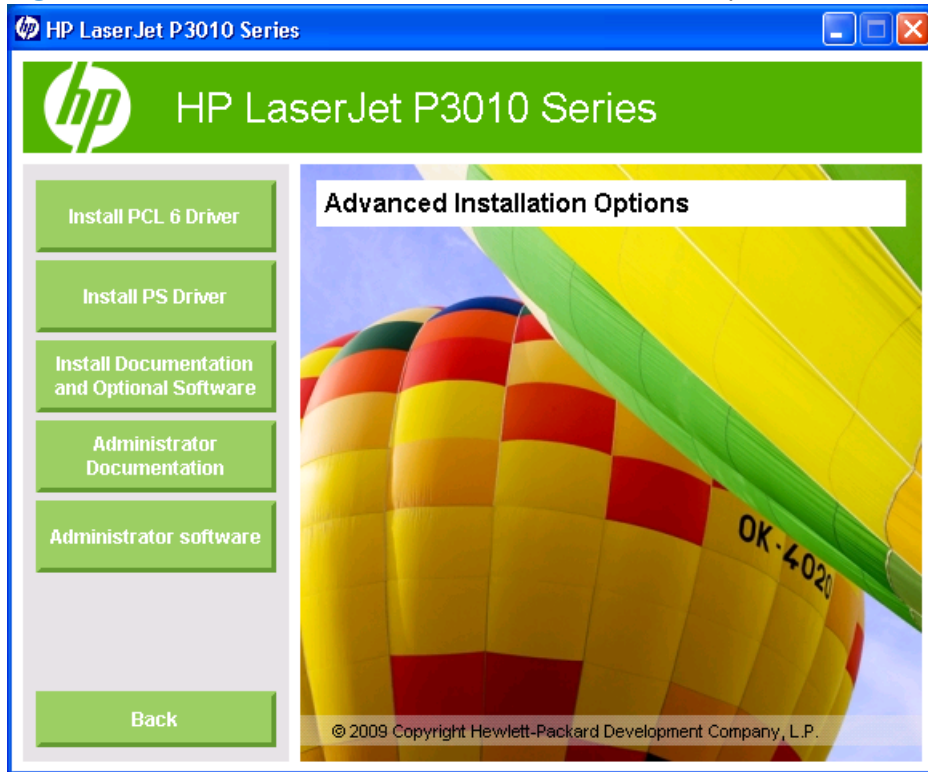 HP LaserJet P3010 Series
hp
HP LaserJet P3010 Series
Install PCL 6 Driver
Install PS Driver
Install Documentation
and Optional Software
Administrator
Documentation
Administrator software
Back
Advanced Installation Options
OK-4020
© 2009 Copyright Hewlett-Packard Development Company, L.P.